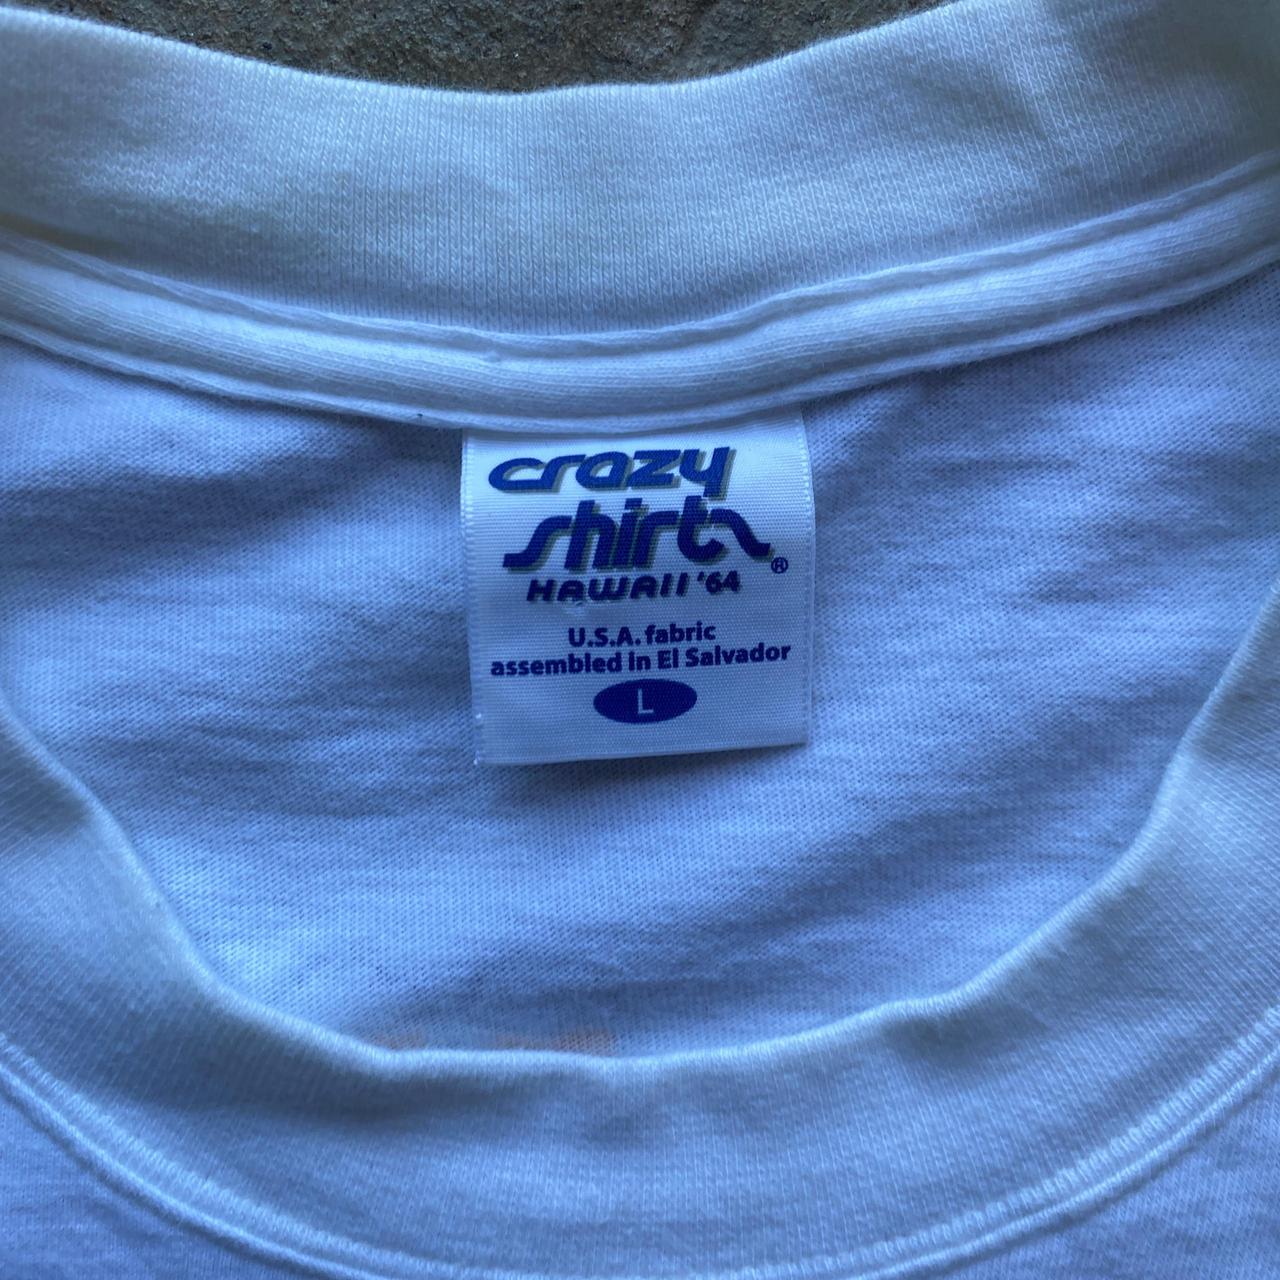 crazy
shirts
HAWAII '64
®
U.S.A. fabric
assembled in El Salvador
L